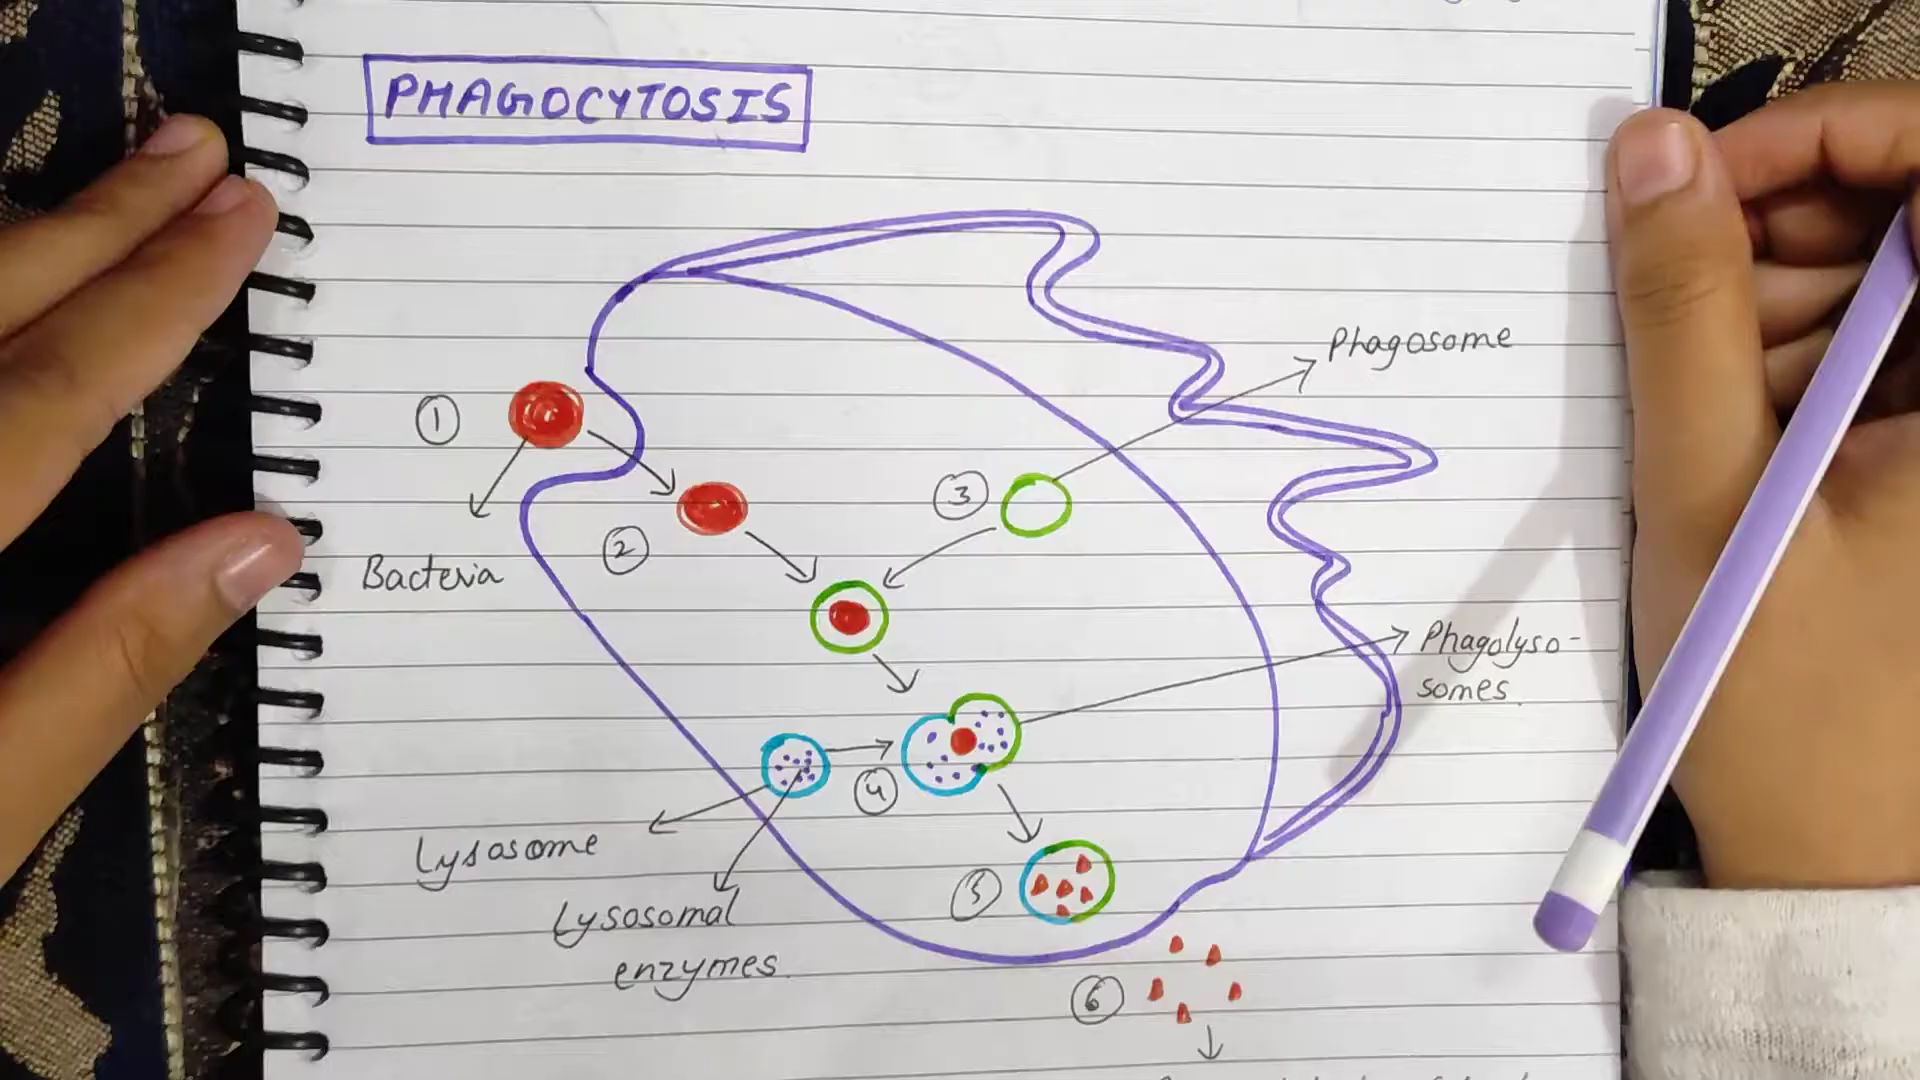 PHAGOCYTOSIS
Phagosome
①
③
②
Bacteria
Phagolyso-
somes.
④
Lysosome
⑤
Lysosomal
enzymes.
⑥